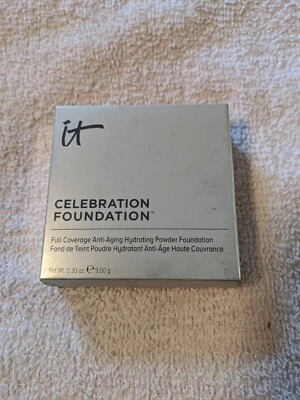 it
CELEBRATION
FOUNDATION™
Full Coverage Anti-Aging Hydrating Powder Foundation
Fond de Teint Poudre Hydratant Anti-Âge Haute Couvrance
Net Wt. 0.30 oz. ℮ 9.00 g